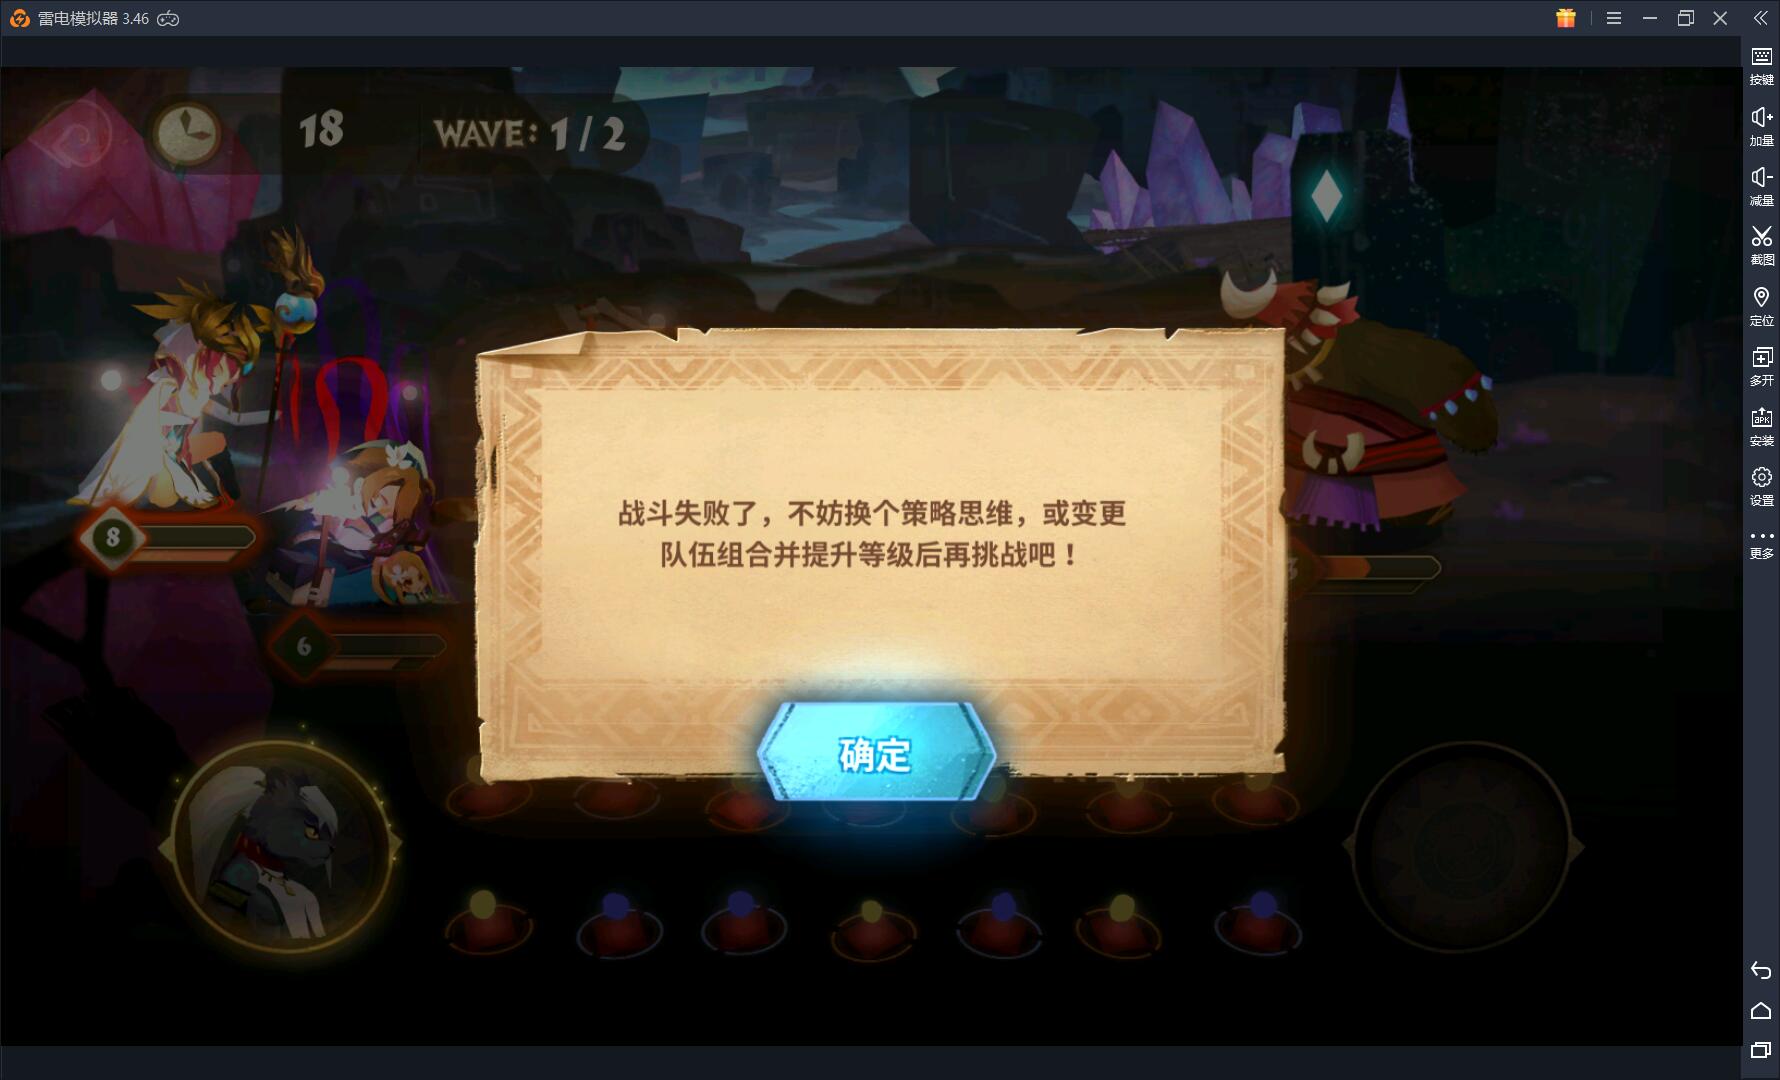 雷电模拟器 3.46
按键
加量
减量
截图
定位
多开
APK
安装
设置
更多
18
WAVE: 1/2
8
6
战斗失败了，不妨换个策略思维，或变更
队伍组合并提升等级后再挑战吧！
确定